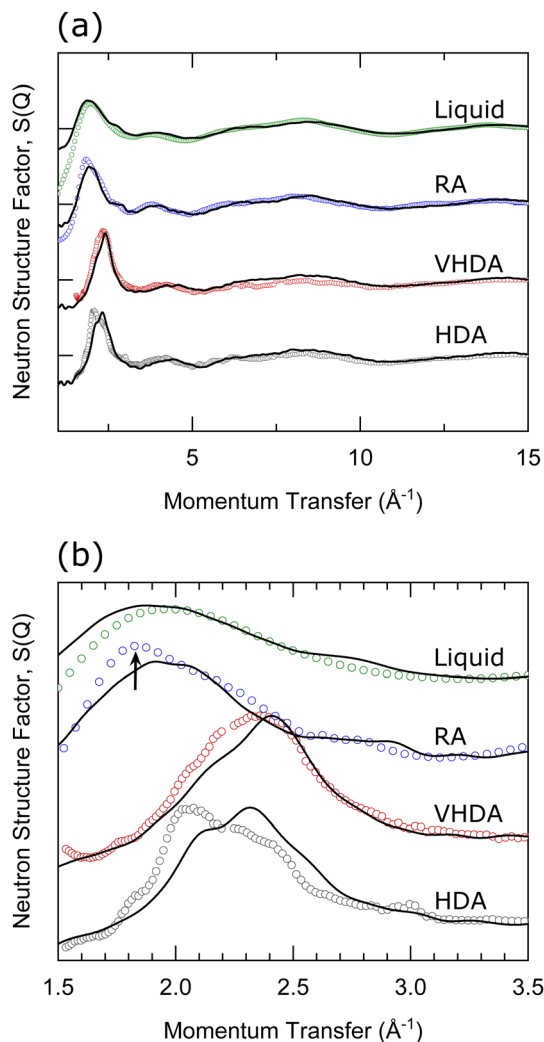 (a)
Neutron Structure Factor, S(Q)
Liquid
RA
VHDA
HDA
5
10
15
Momentum Transfer (Å⁻¹)
(b)
Neutron Structure Factor, S(Q)
Liquid
RA
VHDA
HDA
1.5
2.0
2.5
3.0
3.5
Momentum Transfer (Å⁻¹)